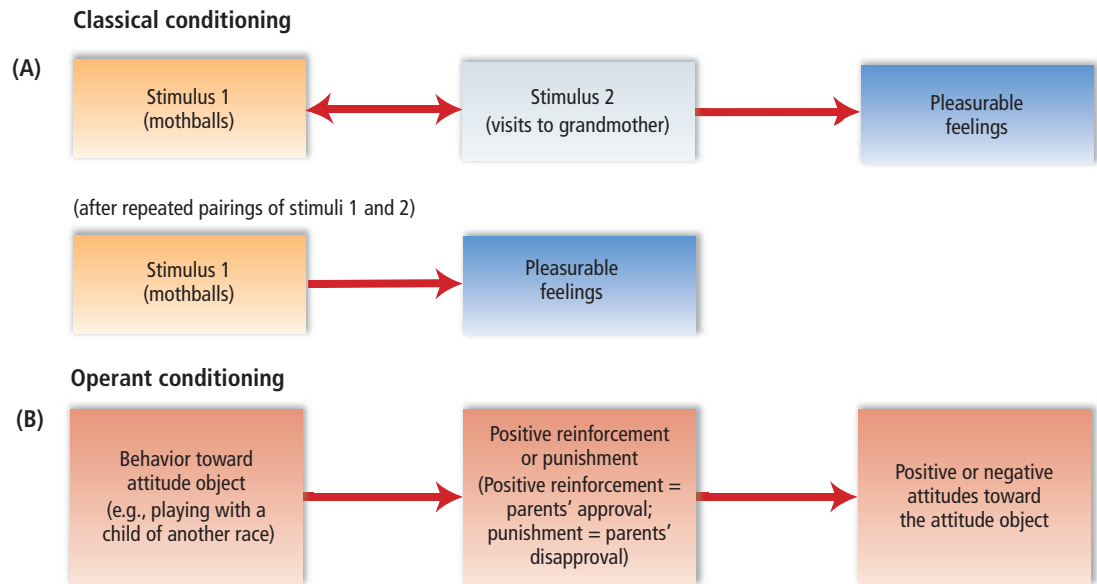 Classical conditioning
(A)
Stimulus 1
(mothballs)
Stimulus 2
(visits to grandmother)
Pleasurable
feelings
(after repeated pairings of stimuli 1 and 2)
Stimulus 1
(mothballs)
Pleasurable
feelings
Operant conditioning
(B)
Behavior toward
attitude object
(e.g., playing with a
child of another race)
Positive reinforcement
or punishment
(Positive reinforcement =
parents’ approval;
punishment = parents’
disapproval)
Positive or negative
attitudes toward
the attitude object